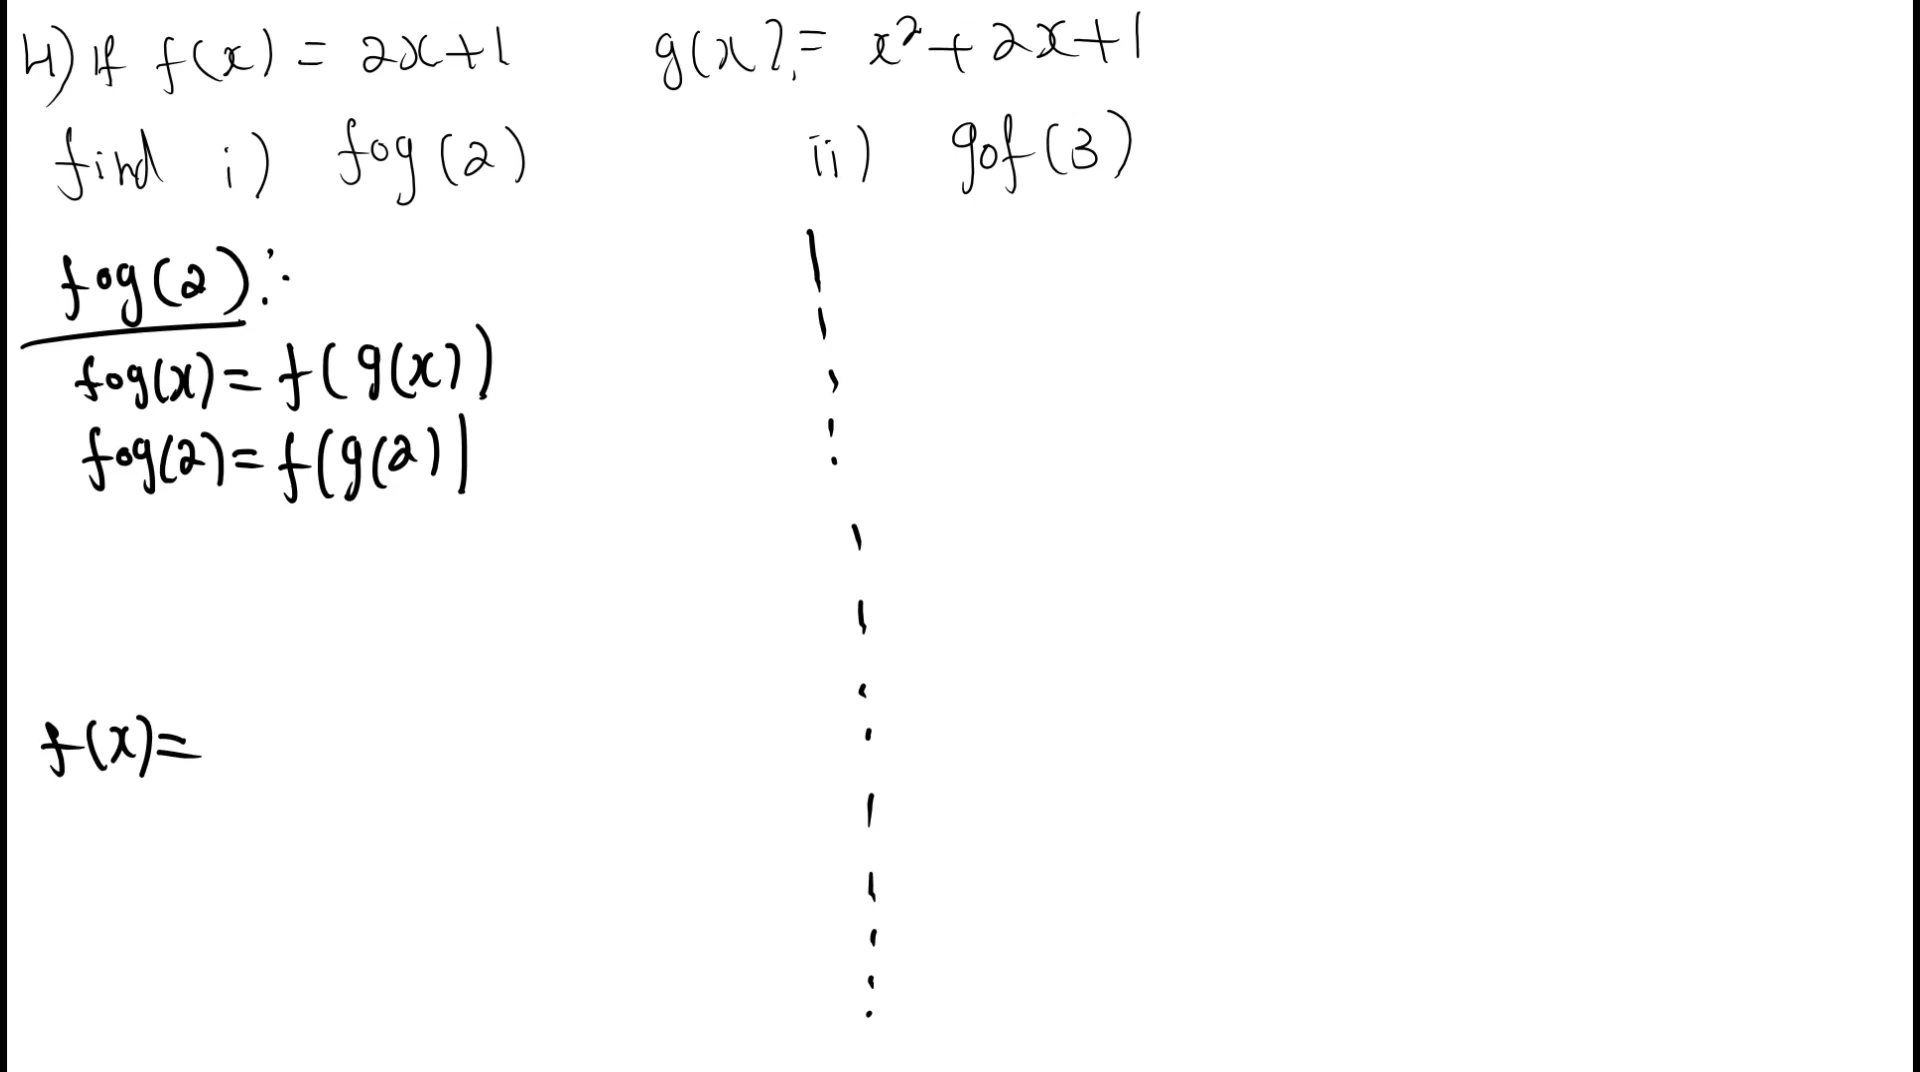 4) If f(x) = 2x+1 g(x) = x²+2x+1
find i) fog(2) ii) gof(3)
fog(2):-
fog(x) = f(g(x))
fog(2) = f(g(2))
f(x)=